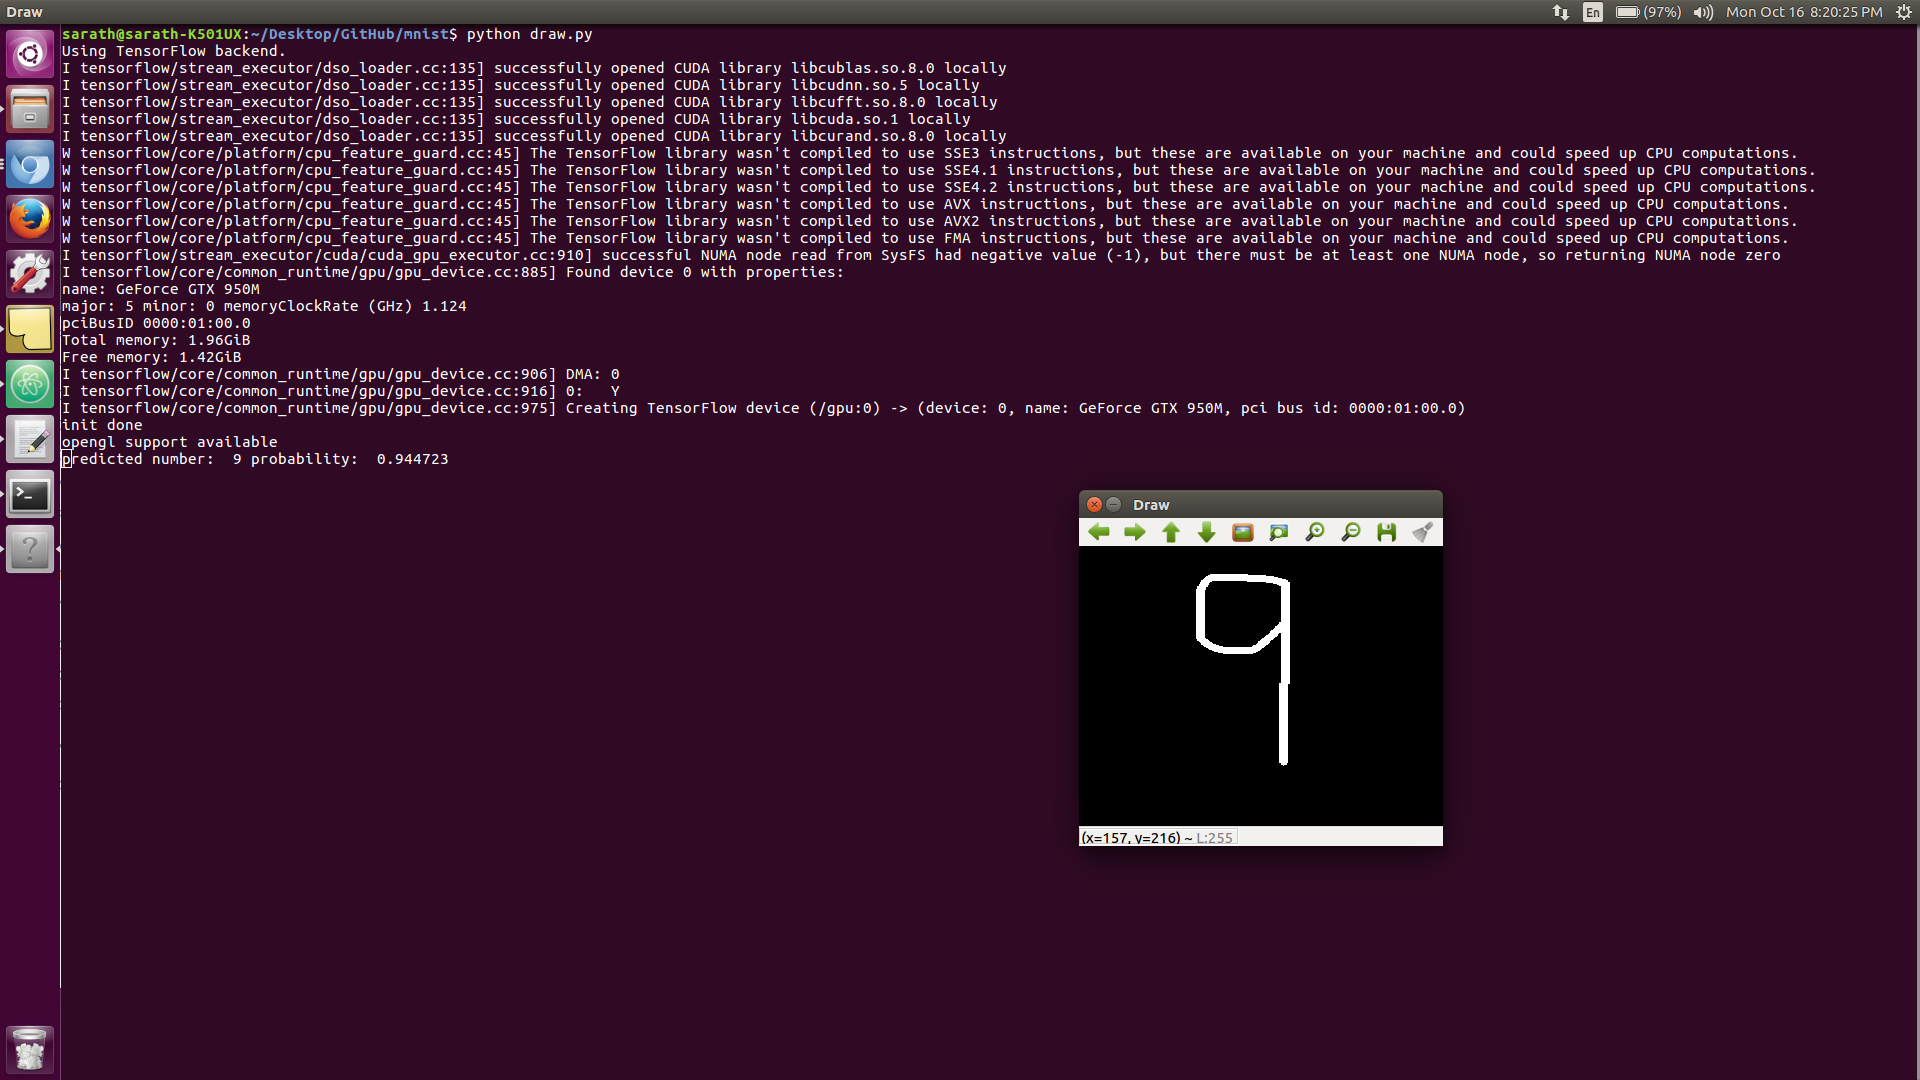 Draw
En (97%) Mon Oct 16 8:20:25 PM
sarath@sarath-K501UX:~/Desktop/GitHub/mnist$ python draw.py
Using TensorFlow backend.
I tensorflow/stream_executor/dso_loader.cc:135] successfully opened CUDA library libcublas.so.8.0 locally
I tensorflow/stream_executor/dso_loader.cc:135] successfully opened CUDA library libcudnn.so.5 locally
I tensorflow/stream_executor/dso_loader.cc:135] successfully opened CUDA library libcufft.so.8.0 locally
I tensorflow/stream_executor/dso_loader.cc:135] successfully opened CUDA library libcuda.so.1 locally
I tensorflow/stream_executor/dso_loader.cc:135] successfully opened CUDA library libcurand.so.8.0 locally
W tensorflow/core/platform/cpu_feature_guard.cc:45] The TensorFlow library wasn't compiled to use SSE3 instructions, but these are available on your machine and could speed up CPU computations.
W tensorflow/core/platform/cpu_feature_guard.cc:45] The TensorFlow library wasn't compiled to use SSE4.1 instructions, but these are available on your machine and could speed up CPU computations.
W tensorflow/core/platform/cpu_feature_guard.cc:45] The TensorFlow library wasn't compiled to use SSE4.2 instructions, but these are available on your machine and could speed up CPU computations.
W tensorflow/core/platform/cpu_feature_guard.cc:45] The TensorFlow library wasn't compiled to use AVX instructions, but these are available on your machine and could speed up CPU computations.
W tensorflow/core/platform/cpu_feature_guard.cc:45] The TensorFlow library wasn't compiled to use AVX2 instructions, but these are available on your machine and could speed up CPU computations.
W tensorflow/core/platform/cpu_feature_guard.cc:45] The TensorFlow library wasn't compiled to use FMA instructions, but these are available on your machine and could speed up CPU computations.
I tensorflow/stream_executor/cuda/cuda_gpu_executor.cc:910] successful NUMA node read from SysFS had negative value (-1), but there must be at least one NUMA node, so returning NUMA node zero
I tensorflow/core/common_runtime/gpu/gpu_device.cc:885] Found device 0 with properties:
name: GeForce GTX 950M
major: 5 minor: 0 memoryClockRate (GHz) 1.124
pciBusID 0000:01:00.0
Total memory: 1.96GiB
Free memory: 1.42GiB
I tensorflow/core/common_runtime/gpu/gpu_device.cc:906] DMA: 0
I tensorflow/core/common_runtime/gpu/gpu_device.cc:916] 0:   Y
I tensorflow/core/common_runtime/gpu/gpu_device.cc:975] Creating TensorFlow device (/gpu:0) -> (device: 0, name: GeForce GTX 950M, pci bus id: 0000:01:00.0)
init done
opengl support available
predicted number:  9 probability:  0.944723
Draw
9
(x=157, y=216) ~ L:255